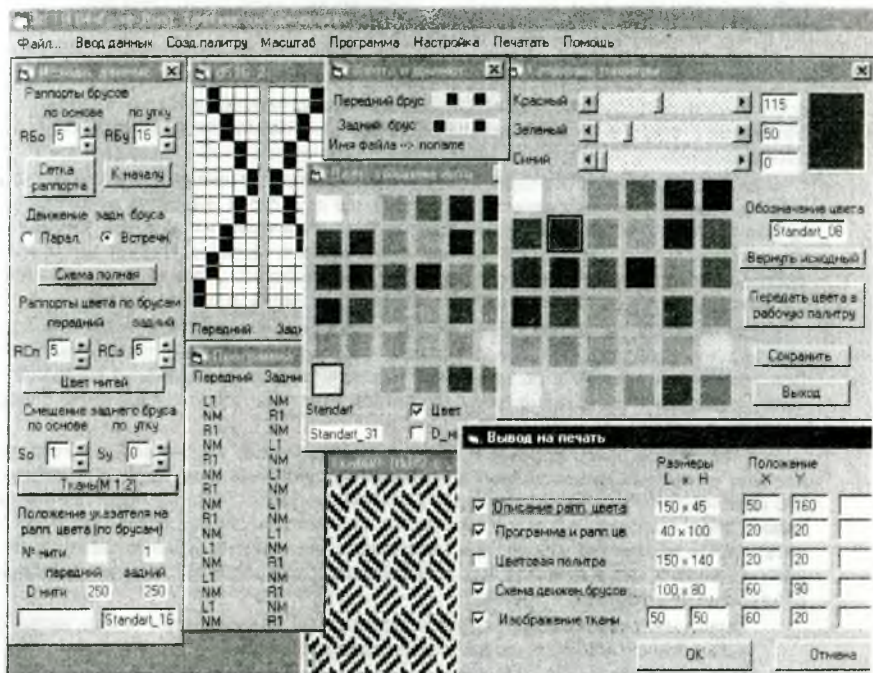 Файл... Ввод данных Созд.палитру Масштаб Программа Настройка Печатать Помощь
Раппорты брусов
по основе по утку
RБо 5 RБу 16
Сетка раппорта К началу
Движение задн бруса
Парал. Встречн.
Схема полная
Раппорты цвета по брусам
передний задний
RCп 5 RCз 5
Цвет нитей
Смещение заднего бруса
по основе по утку
So 1 Sy 0
Ткань(М 1:2)
Положение указателя на
рапп. цвета (по брусам)
№ нити 1
передний задний
D нити 250 250
Standart_16
Передний
Передний Задни
L1 NM
NM R1
R1 NM
NM L1
R1 NM
NM L1
R1 NM
NM L1
R1 NM
NM L1
L1 NM
NM R1
L1 NM
NM R1
L1 NM
NM R1
Передний брус
Задний брус
Имя файла -> noname
Standart Цвет
Standart_31
Красный 115
Зеленый 50
Синий 0
Обозначение цвета
Standart_08
Вернуть исходный
Передать цвета в
рабочую палитру
Сохранить
Выход
Вывод на печать
Размеры Положение
L x H X Y
Описание рапп. цвета 150 x 45 50 160
Программа и рапп цв. 40 x 100 20 20
Цветовая палитра 150 x 140 20 20
Схема движен.брусов 100 x 80 60 90
Изображение ткани 50 50 60 20
OK Отмена